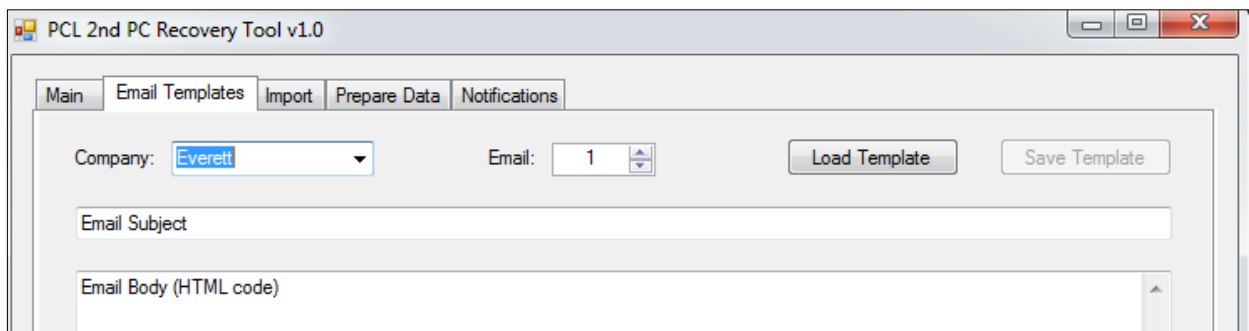 PCL 2nd PC Recovery Tool v1.0
Main Email Templates Import Prepare Data Notifications
Company: Everett Email: 1 Load Template Save Template
Email Subject
Email Body (HTML code)